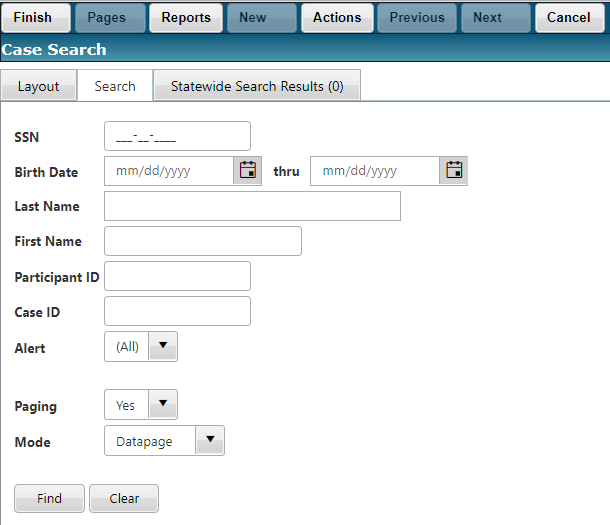 Finish Pages Reports New Actions Previous Next Cancel
Case Search
Layout Search Statewide Search Results (0)
SSN ___-__-____
Birth Date mm/dd/yyyy thru mm/dd/yyyy
Last Name
First Name
Participant ID
Case ID
Alert (All)
Paging Yes
Mode Datapage
Find Clear